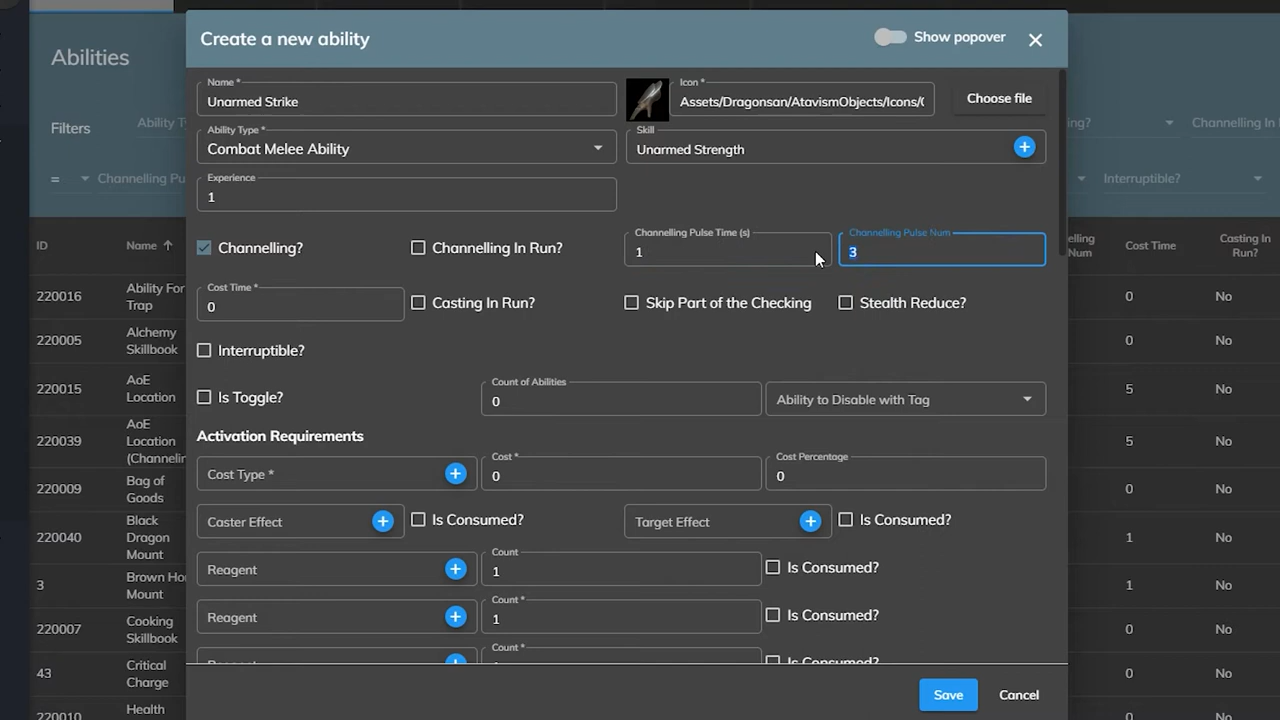 Create a new ability
Show popover
Abilities
Name *
Unarmed Strike
Icon *
Assets/Dragonsan/AtavismObjects/Icons/
Choose file
Filters
Ability T
Channelling In
Ability Type *
Combat Melee Ability
Skill
Unarmed Strength
= Channelling Pu
Experience
1
Interruptible?
Channelling?
Channelling In Run?
Channelling Pulse Time (s)
1
Channelling Pulse Num
3
ID
Name
Num
Cost Time
Casting In Run?
Cost Time *
0
Casting In Run?
Skip Part of the Checking
Stealth Reduce?
220016
Ability For Trap
0
No
220005
Alchemy Skillbook
0
No
Interruptible?
220015
AoE Location
5
No
Is Toggle?
Count of Abilities
0
Ability to Disable with Tag
Activation Requirements
220039
AoE Location (Channelin
5
No
Cost Type *
Cost *
0
Cost Percentage
0
220009
Bag of Goods
0
No
Caster Effect
Is Consumed?
Target Effect
Is Consumed?
220040
Black Dragon Mount
1
No
Reagent
Count
1
Is Consumed?
3
Brown Ho Mount
1
No
Reagent
Count *
1
Is Consumed?
220007
Cooking Skillbook
0
No
Count *
Is Consumed?
43
Critical Charge
0
No
220010
Health
No
Save
Cancel